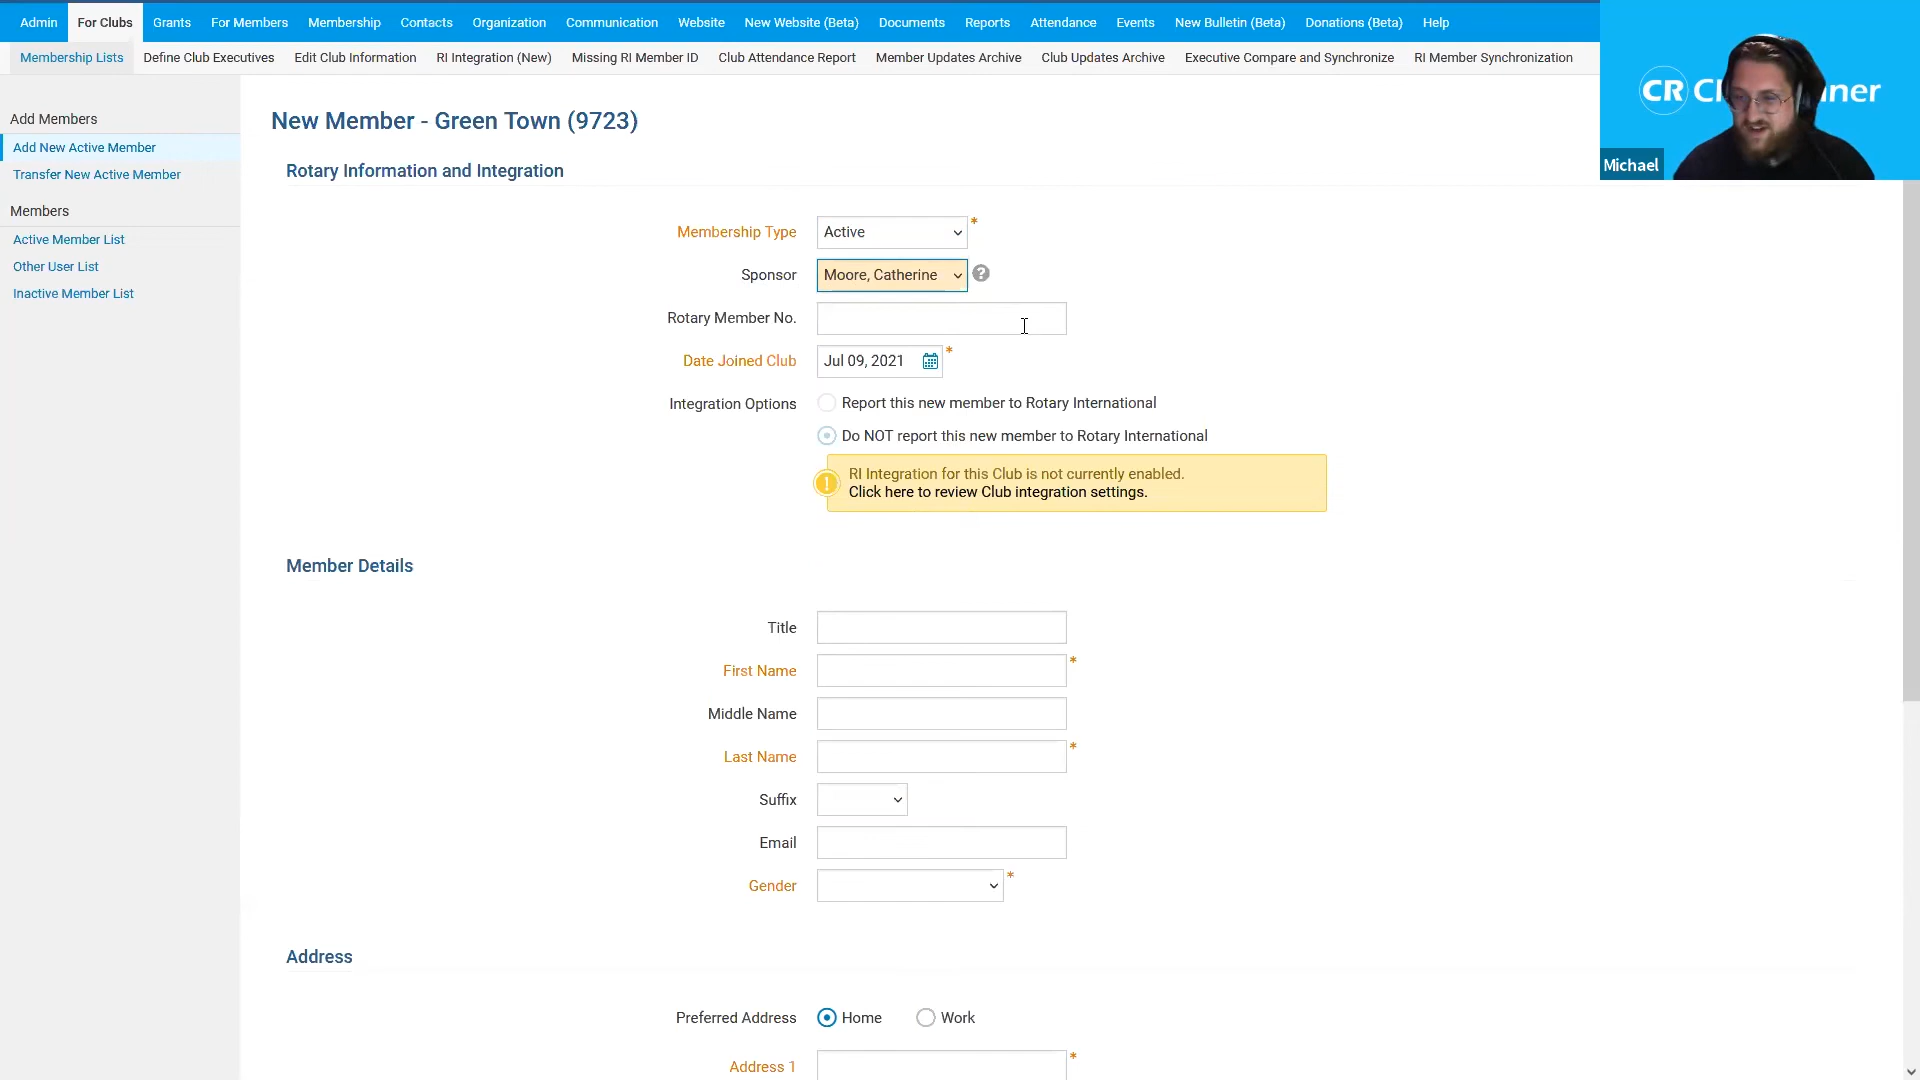 Admin For Clubs Grants For Members Membership Contacts Organization Communication Website New Website (Beta) Documents Reports Attendance Events New Bulletin (Beta) Donations (Beta) Help
Membership Lists Define Club Executives Edit Club Information RI Integration (New) Missing RI Member ID Club Attendance Report Member Updates Archive Club Updates Archive Executive Compare and Synchronize RI Member Synchronization
CR
Michael
Add Members
Add New Active Member
Transfer New Active Member
Members
Active Member List
Other User List
Inactive Member List
New Member - Green Town (9723)
Rotary Information and Integration
Membership Type Active *
Sponsor Moore, Catherine ?
Rotary Member No.
Date Joined Club Jul 09, 2021 *
Integration Options Report this new member to Rotary International
Do NOT report this new member to Rotary International
! RI Integration for this Club is not currently enabled.
Click here to review Club integration settings.
Member Details
Title
First Name *
Middle Name
Last Name *
Suffix
Email
Gender *
Address
Preferred Address Home Work
Address 1 *